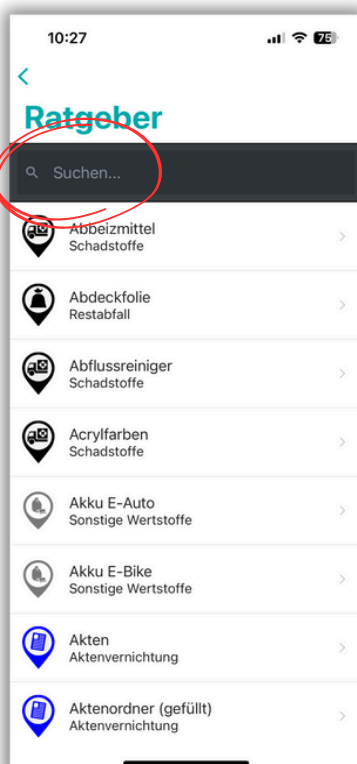 10:27
75
Ratgeber
Suchen...
Abbeizmittel
Schadstoffe
Abdeckfolie
Restabfall
Abflussreiniger
Schadstoffe
Acrylfarben
Schadstoffe
Akku E-Auto
Sonstige Wertstoffe
Akku E-Bike
Sonstige Wertstoffe
Akten
Aktenvernichtung
Aktenordner (gefüllt)
Aktenvernichtung